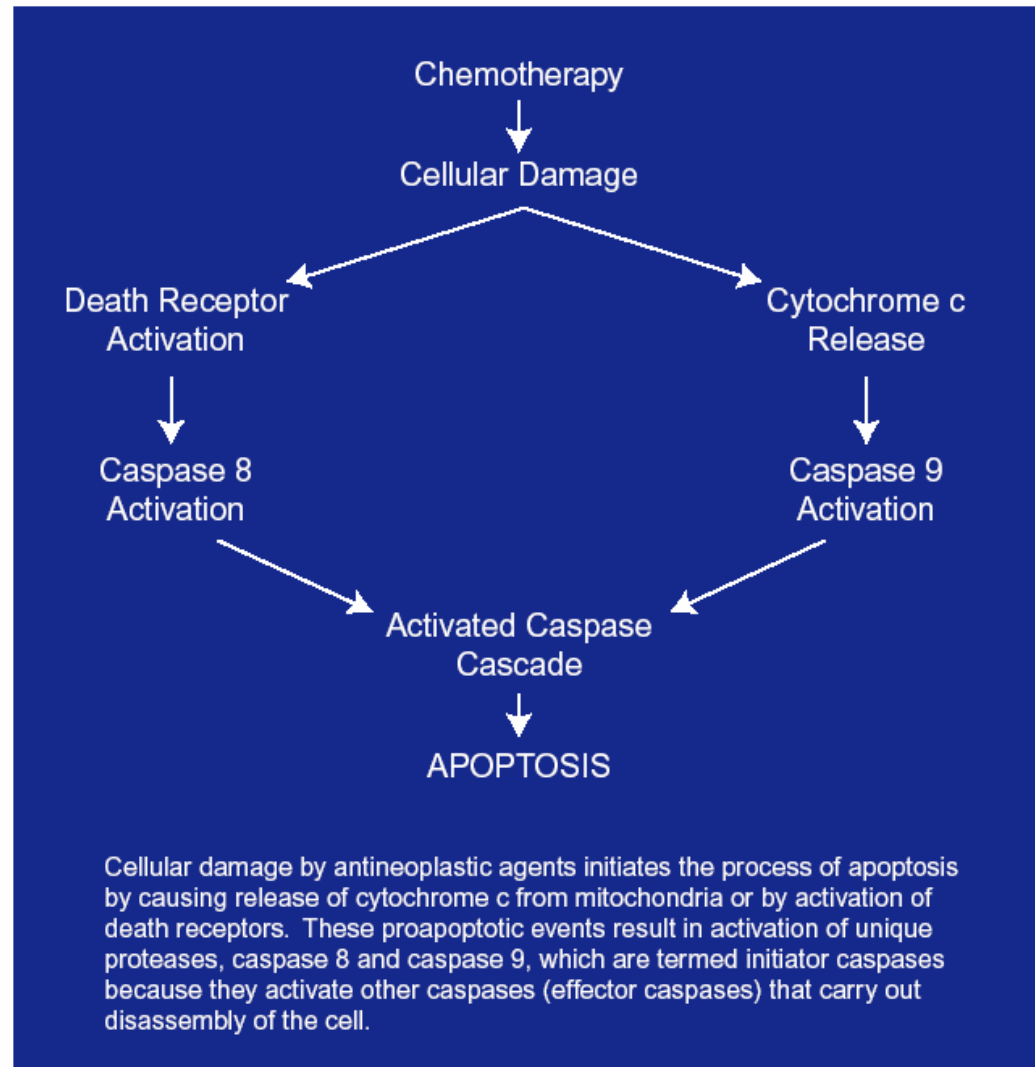 Chemotherapy
Cellular Damage
Death Receptor
Activation
Cytochrome c
Release
Caspase 8
Activation
Caspase 9
Activation
Activated Caspase
Cascade
APOPTOSIS
Cellular damage by antineoplastic agents initiates the process of apoptosis
by causing release of cytochrome c from mitochondria or by activation of
death receptors.  These proapoptotic events result in activation of unique
proteases, caspase 8 and caspase 9, which are termed initiator caspases
because they activate other caspases (effector caspases) that carry out
disassembly of the cell.